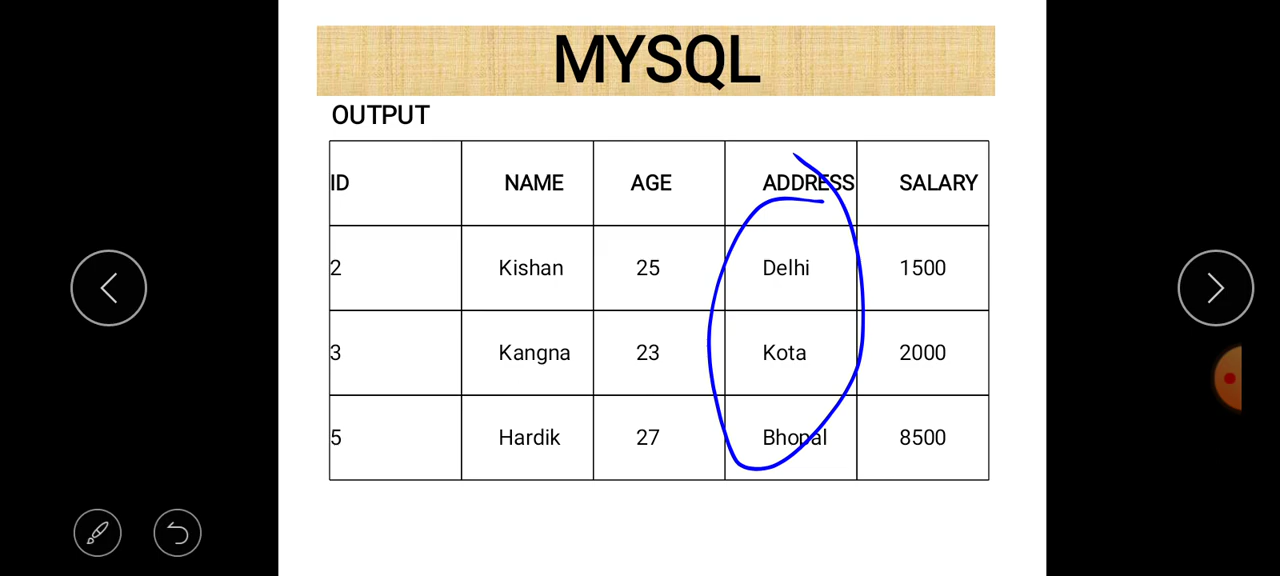 MYSQL
OUTPUT
ID NAME AGE ADDRESS SALARY
2 Kishan 25 Delhi 1500
3 Kangna 23 Kota 2000
5 Hardik 27 Bhopal 8500